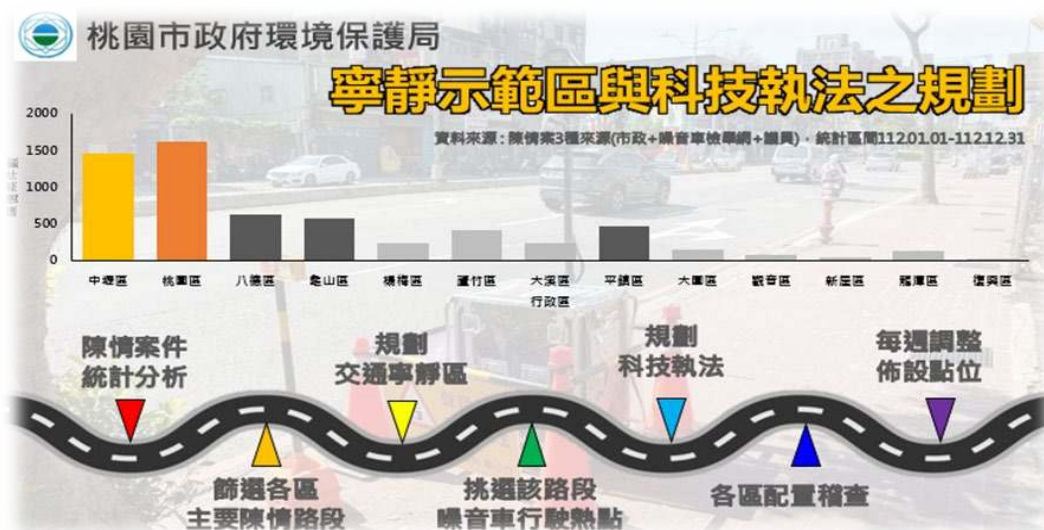 桃園市政府環境保護局
寧靜示範區與科技執法之規劃
資料來源：陳情案3種來源(市政+噪音車檢舉網+議員)，統計區間112.01.01-112.12.31
2000
1500
1000
500
0
中壢區 桃園區 八德區 龜山區 楊梅區 蘆竹區 大溪區 平鎮區 大園區 觀音區 新屋區 龍潭區 復興區
行政區
陳情案件
統計分析
規劃
交通寧靜區
規劃
科技執法
每週調整
佈設點位
篩選各區
主要陳情路段
挑選該路段
噪音車行駛熱點
各區配置稽查